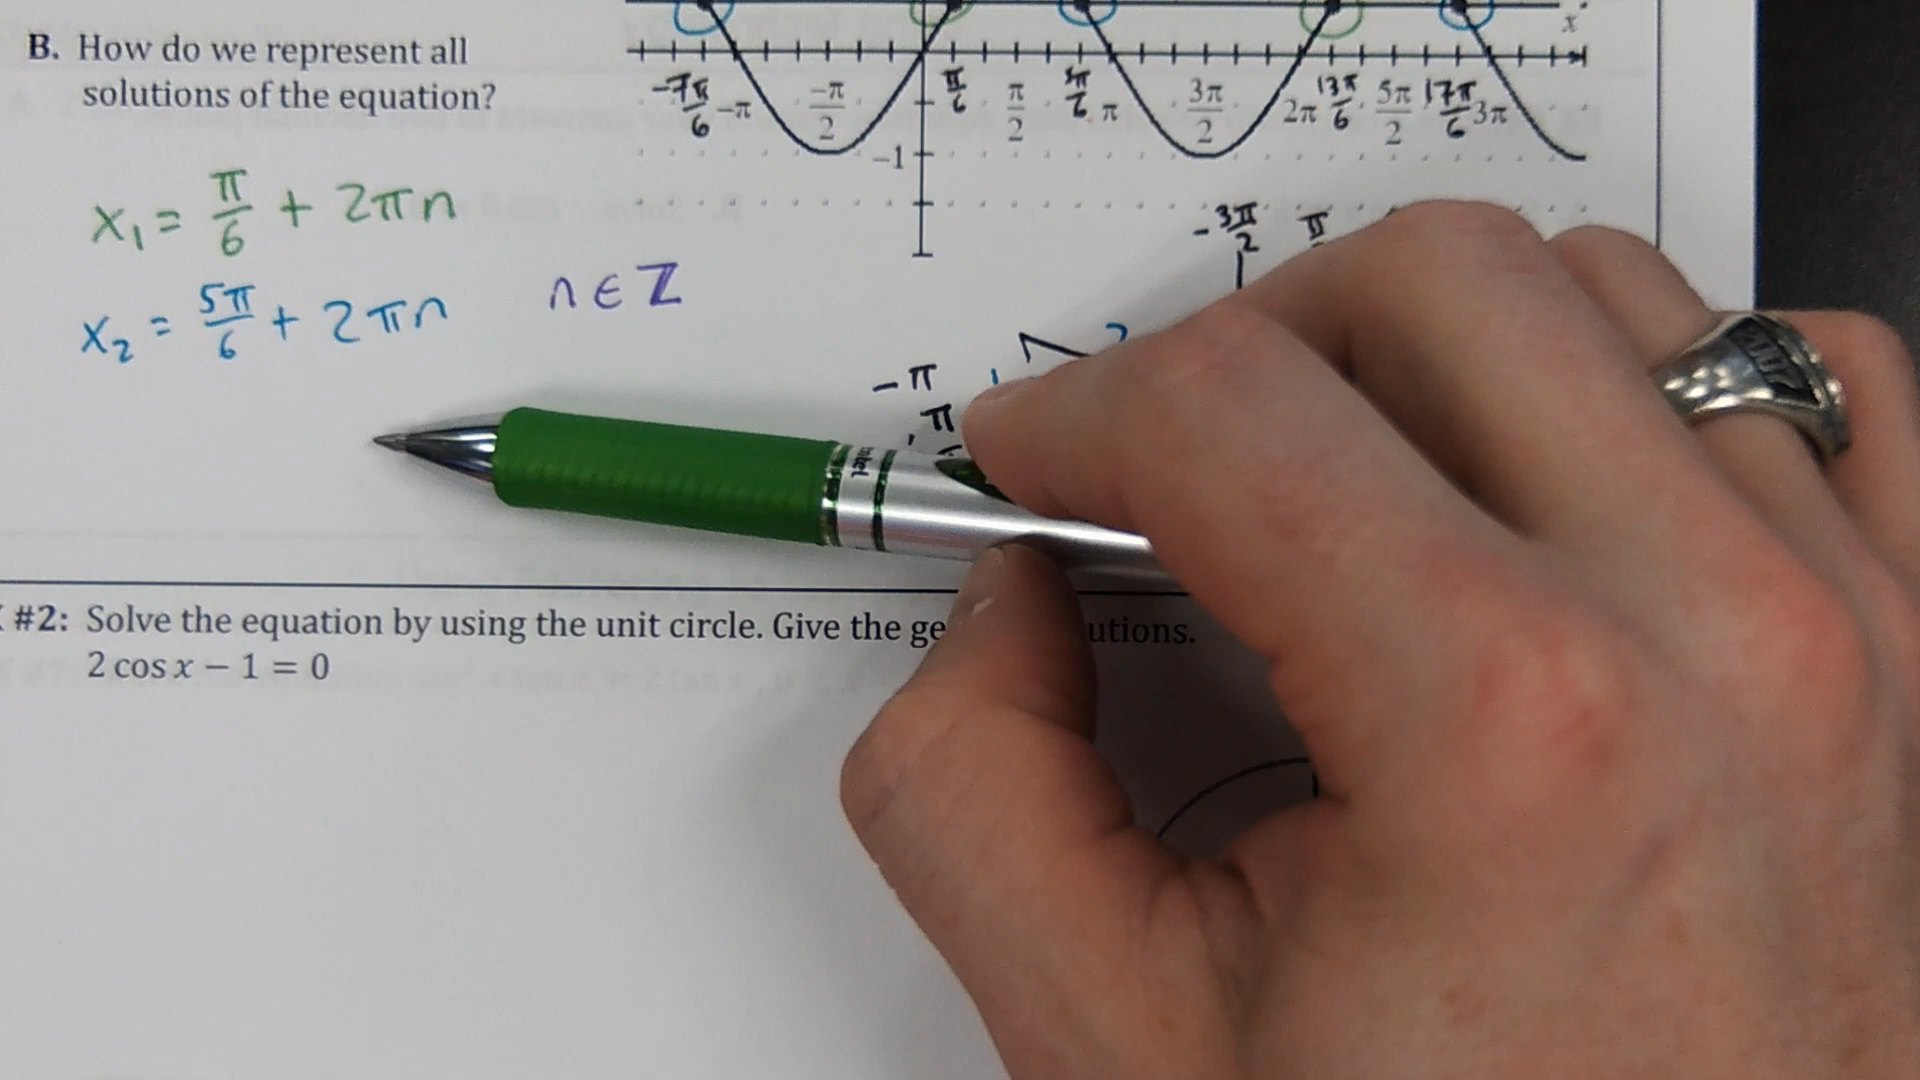 B. How do we represent all
solutions of the equation?
x₁ = π/6 + 2πn
x₂ = 5π/6 + 2πn
n ∈ ℤ
x
-7π/6 -π -π/2 π/6 π/2 5π/6 π 3π/2 2π 13π/6 5π/2 17π/6 3π
-1
-3π/2 π
-π
π
#2: Solve the equation by using the unit circle. Give the
2 cos x − 1 = 0